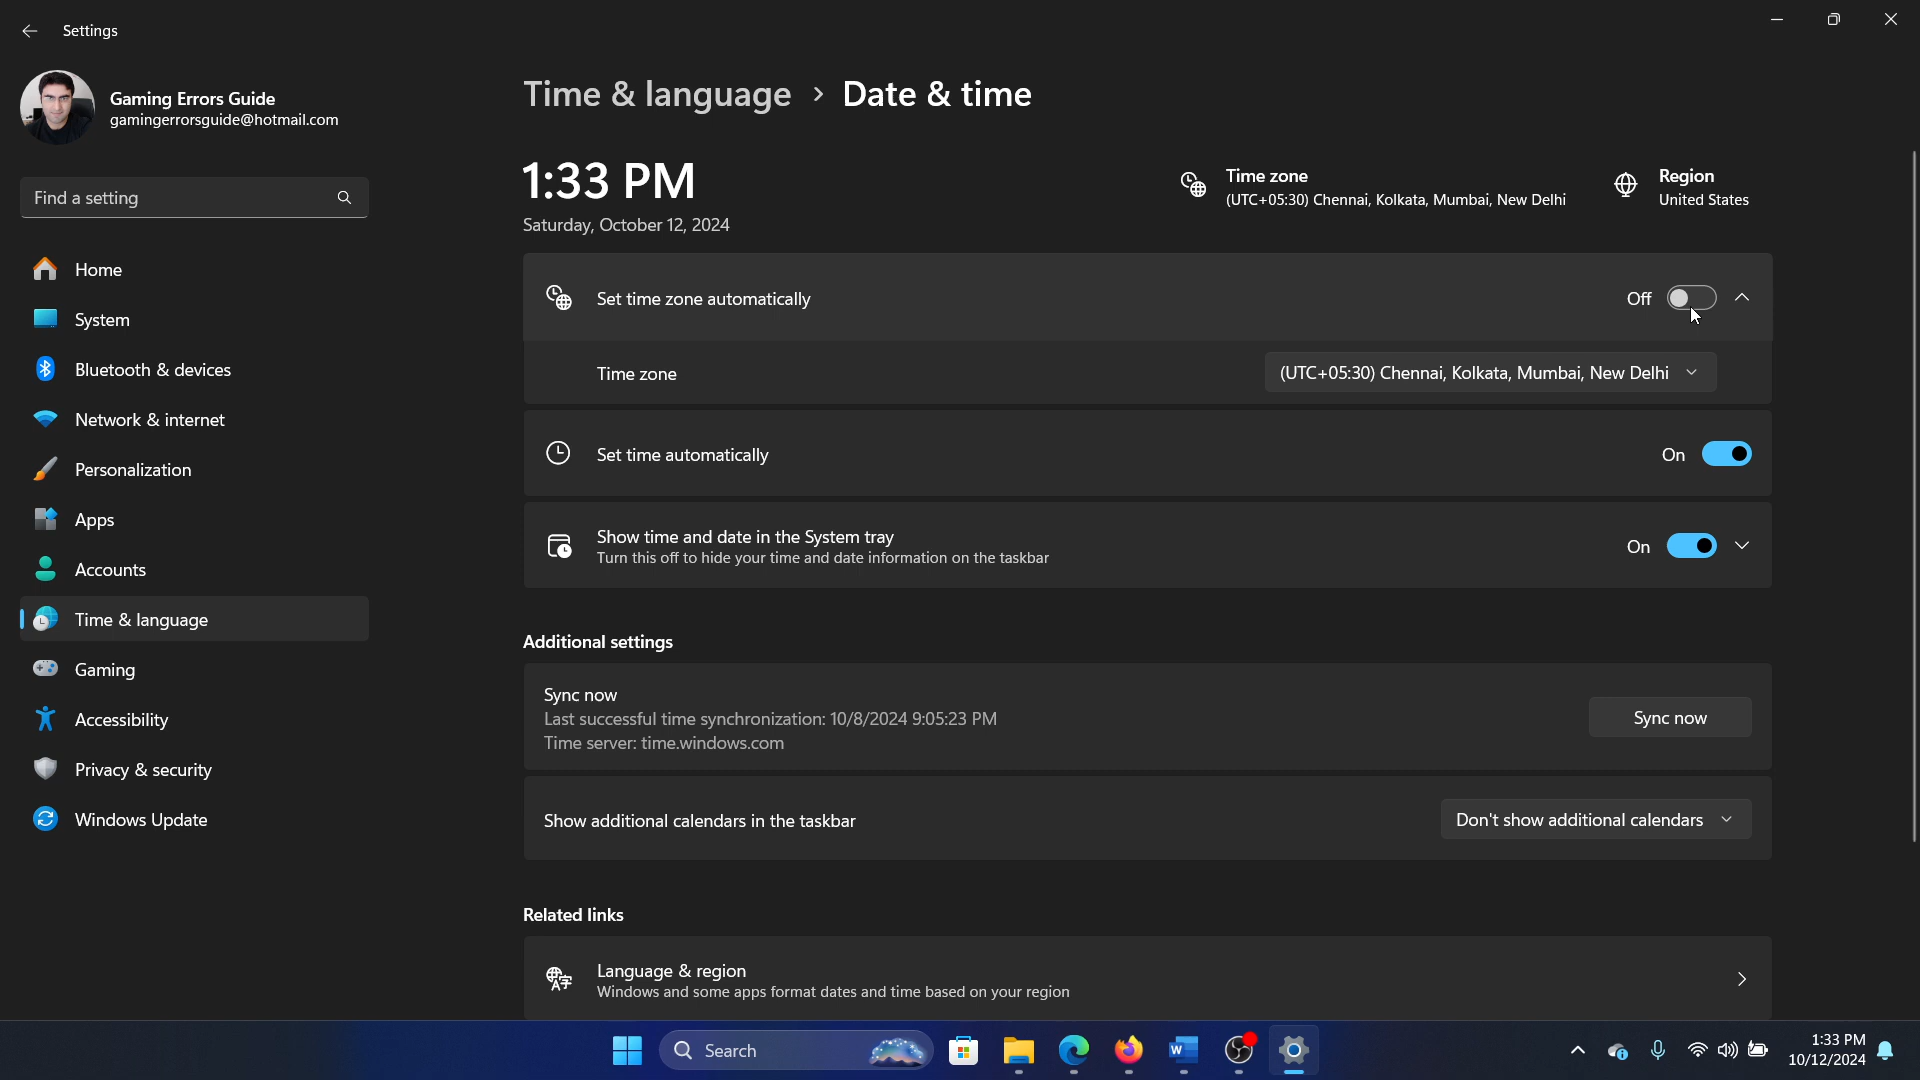 Settings
Gaming Errors Guide
gamingerrorsguide@hotmail.com
Find a setting
Home
System
Bluetooth & devices
Network & internet
Personalization
Apps
Accounts
Time & language
Gaming
Accessibility
Privacy & security
Windows Update
Time & language > Date & time
1:33 PM
Saturday, October 12, 2024
Time zone
(UTC+05:30) Chennai, Kolkata, Mumbai, New Delhi
Region
United States
Set time zone automatically Off
Time zone (UTC+05:30) Chennai, Kolkata, Mumbai, New Delhi
Set time automatically On
Show time and date in the System tray
Turn this off to hide your time and date information on the taskbar
On
Additional settings
Sync now
Last successful time synchronization: 10/8/2024 9:05:23 PM
Time server: time.windows.com
Sync now
Show additional calendars in the taskbar Don't show additional calendars
Related links
Language & region
Windows and some apps format dates and time based on your region
Search
1:33 PM
10/12/2024